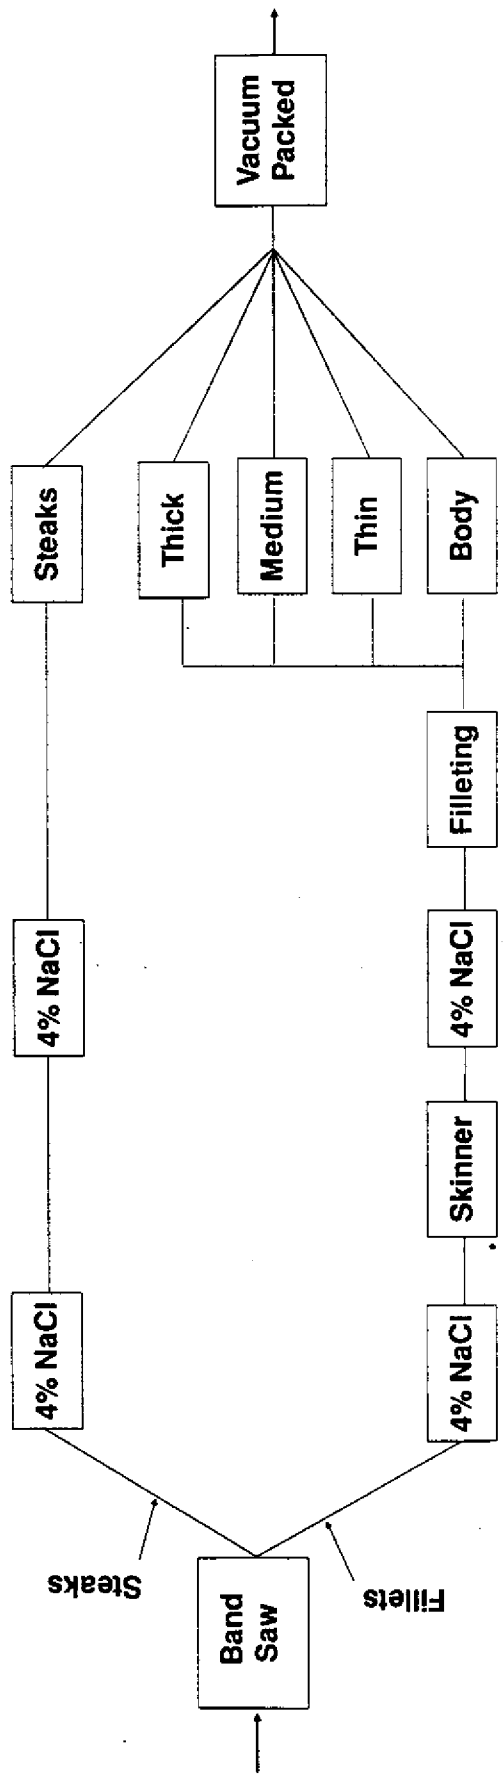 Band
Saw
Steaks
Fillets
4% NaCl
4% NaCl
Steaks
4% NaCl
Skinner
4% NaCl
Filleting
Thick
Medium
Thin
Body
Vacuum
Packed